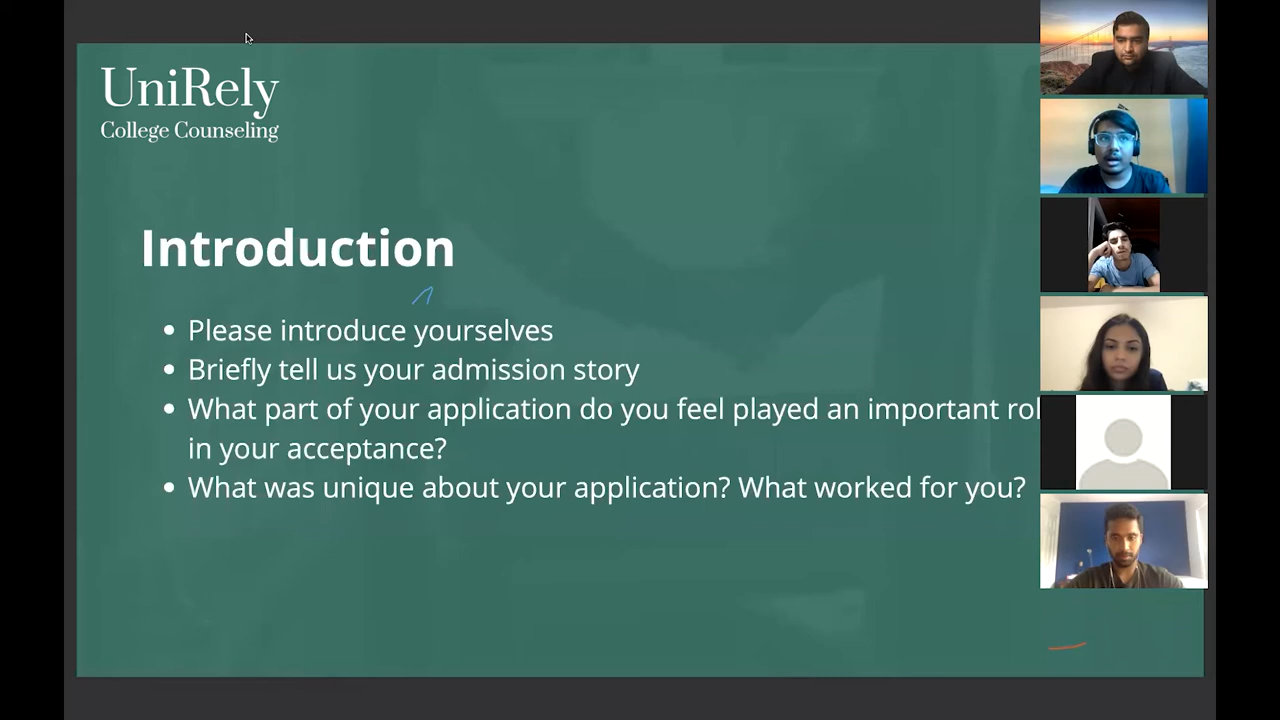 UniRely
College Counseling
Introduction
• Please introduce yourselves
• Briefly tell us your admission story
• What part of your application do you feel played an important rol
in your acceptance?
• What was unique about your application? What worked for you?